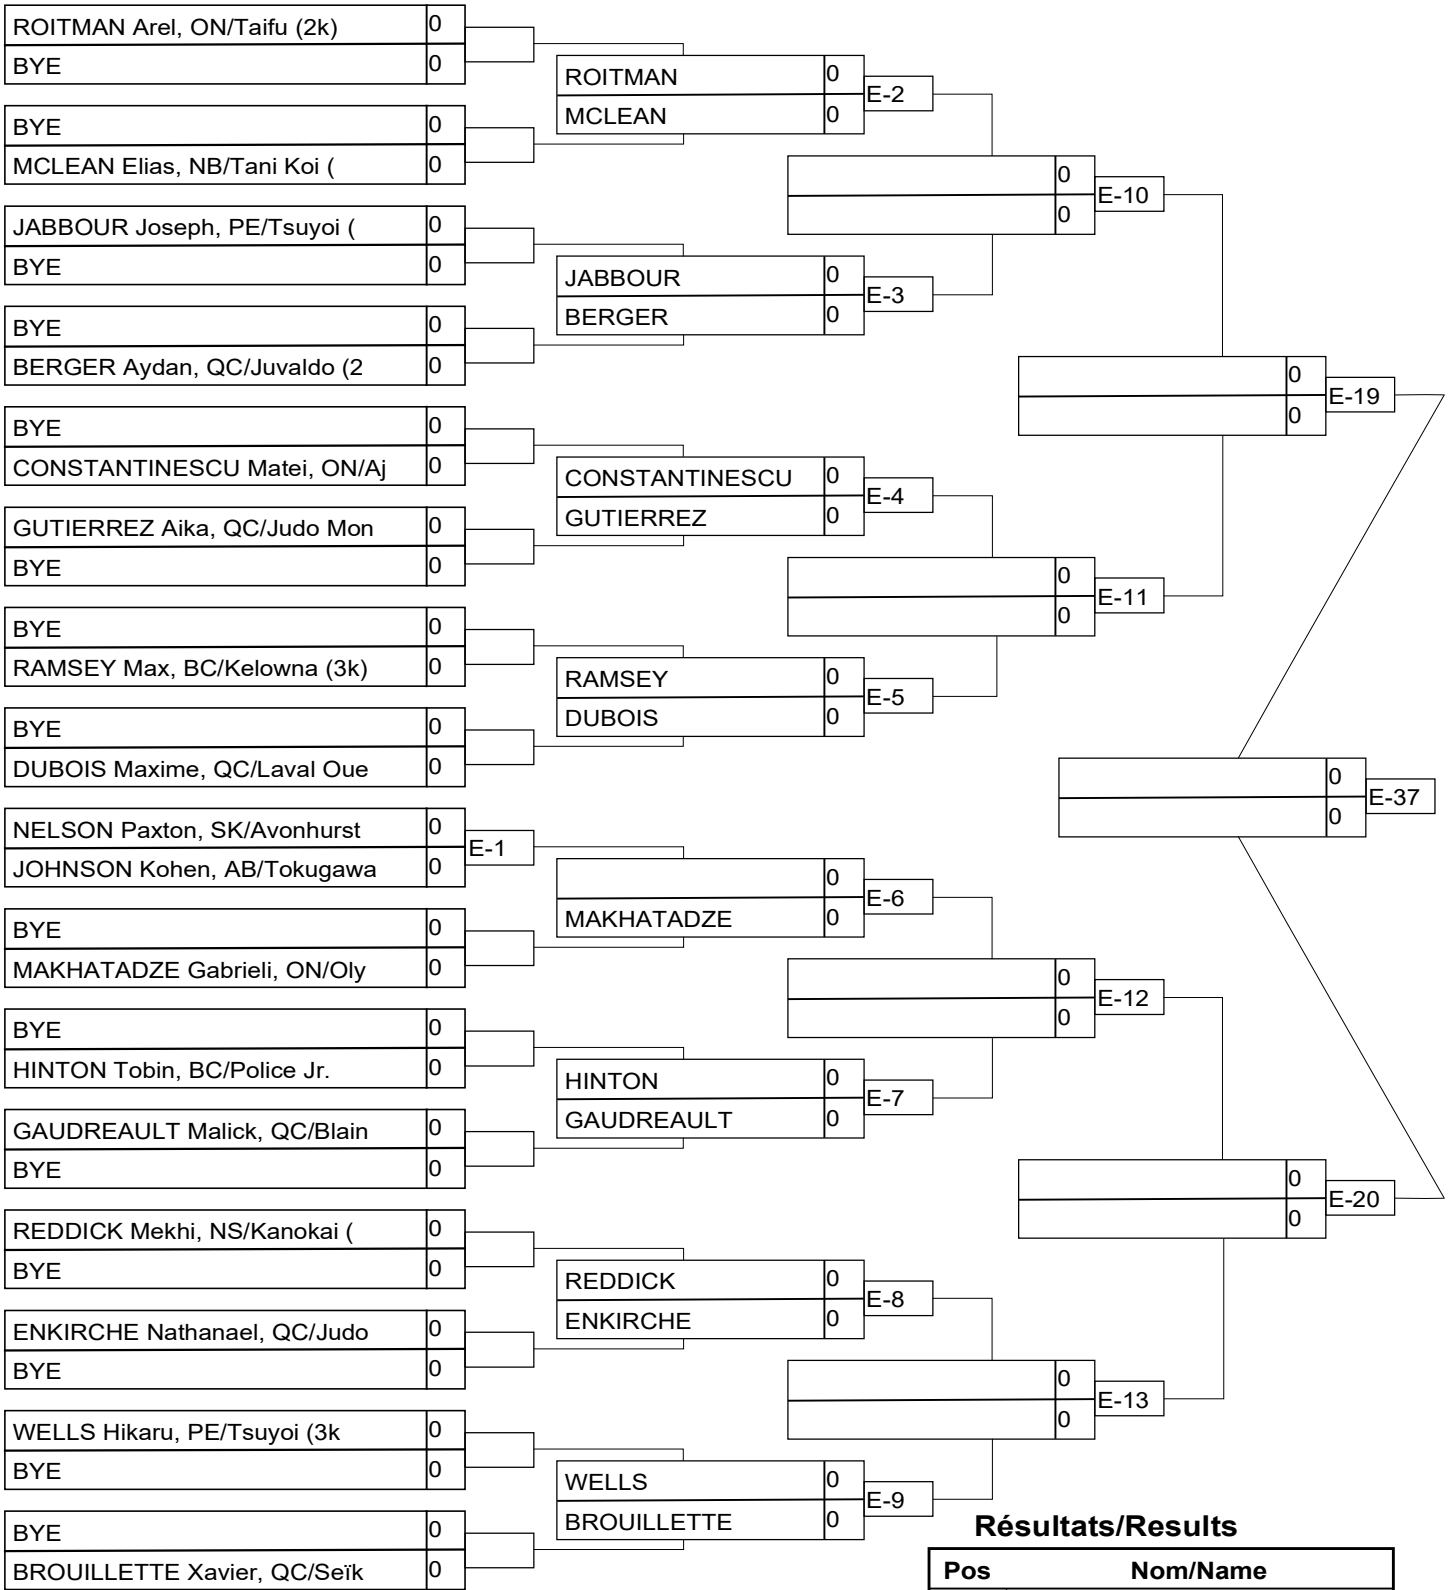 ROITMAN Arel, ON/Taifu (2k) 0
BYE 0
BYE 0
MCLEAN Elias, NB/Tani Koi ( 0
JABBOUR Joseph, PE/Tsuyoi ( 0
BYE 0
BYE 0
BERGER Aydan, QC/Juvaldo (2 0
BYE 0
CONSTANTINESCU Matei, ON/Aj 0
GUTIERREZ Aika, QC/Judo Mon 0
BYE 0
BYE 0
RAMSEY Max, BC/Kelowna (3k) 0
BYE 0
DUBOIS Maxime, QC/Laval Oue 0
NELSON Paxton, SK/Avonhurst 0
JOHNSON Kohen, AB/Tokugawa 0
E-1
BYE 0
MAKHATADZE Gabrieli, ON/Oly 0
BYE 0
HINTON Tobin, BC/Police Jr. 0
GAUDREAULT Malick, QC/Blain 0
BYE 0
REDDICK Mekhi, NS/Kanokai ( 0
BYE 0
ENKIRCHE Nathanael, QC/Judo 0
BYE 0
WELLS Hikaru, PE/Tsuyoi (3k 0
BYE 0
BYE 0
BROUILLETTE Xavier, QC/Seïk 0
ROITMAN 0
MCLEAN 0
E-2
JABBOUR 0
BERGER 0
E-3
CONSTANTINESCU 0
GUTIERREZ 0
E-4
RAMSEY 0
DUBOIS 0
E-5
0
MAKHATADZE 0
E-6
HINTON 0
GAUDREAULT 0
E-7
REDDICK 0
ENKIRCHE 0
E-8
WELLS 0
BROUILLETTE 0
E-9
0
0
E-10
0
0
E-11
0
0
E-12
0
0
E-13
0
0
E-19
0
0
E-20
0
0
E-37
Résultats/Results
Pos Nom/Name